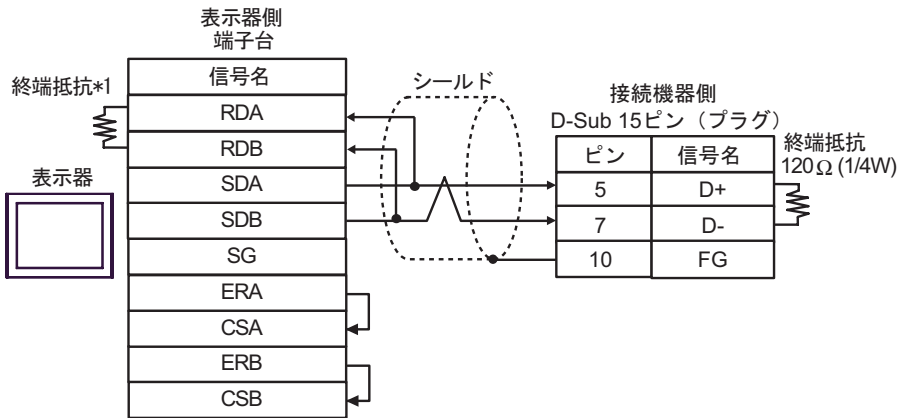 表示器側
端子台
信号名
終端抵抗*1
RDA
RDB
SDA
SDB
SG
ERA
CSA
ERB
CSB
表示器
シールド
接続機器側
D-Sub 15ピン（プラグ）
ピン 信号名
5 D+
7 D-
10 FG
終端抵抗
120Ω (1/4W)